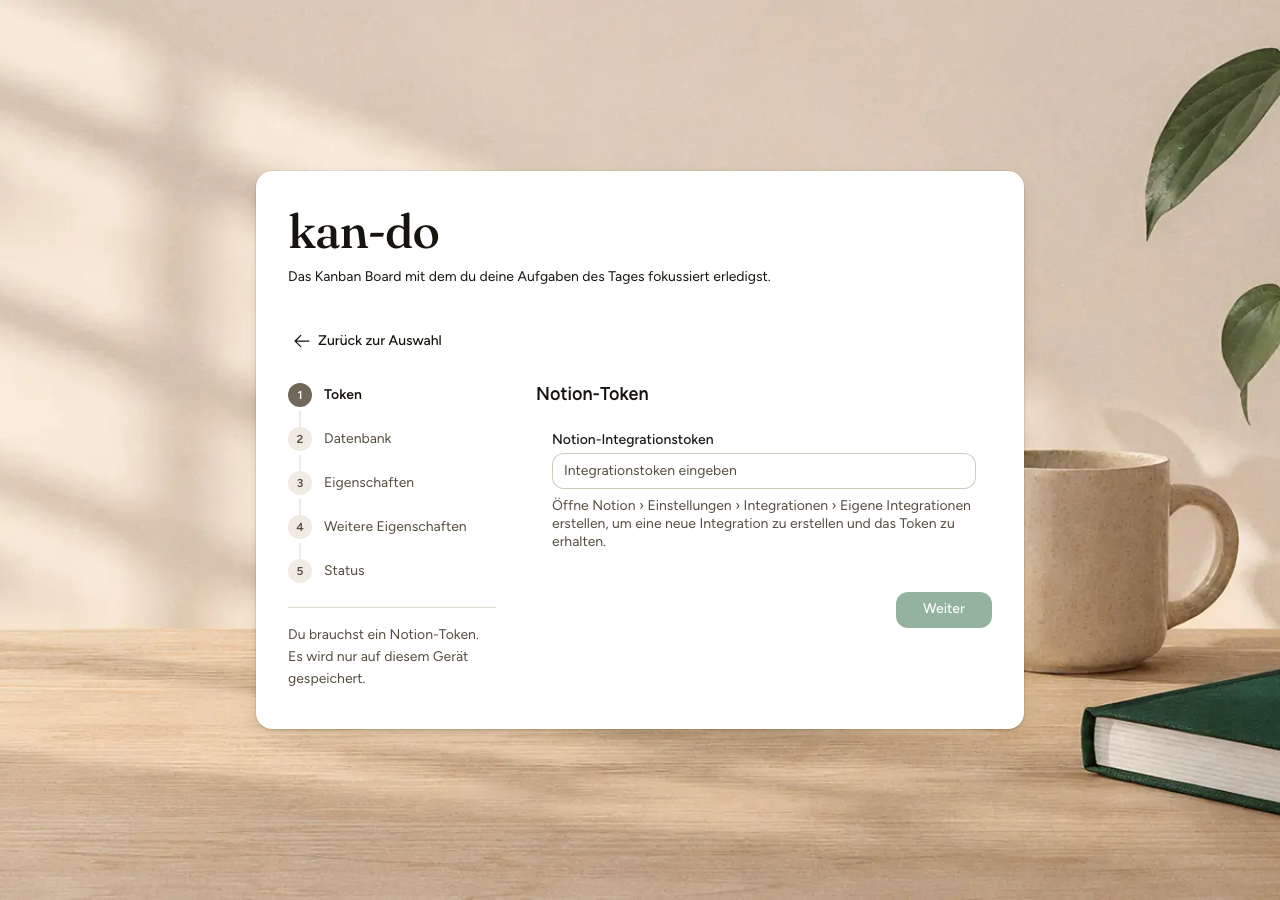 kan-do
Das Kanban Board mit dem du deine Aufgaben des Tages fokussiert erledigst.
Zurück zur Auswahl
1 Token
2 Datenbank
3 Eigenschaften
4 Weitere Eigenschaften
5 Status
Du brauchst ein Notion-Token.
Es wird nur auf diesem Gerät
gespeichert.
Notion-Token
Notion-Integrationstoken
Integrationstoken eingeben
Öffne Notion › Einstellungen › Integrationen › Eigene Integrationen
erstellen, um eine neue Integration zu erstellen und das Token zu
erhalten.
Weiter